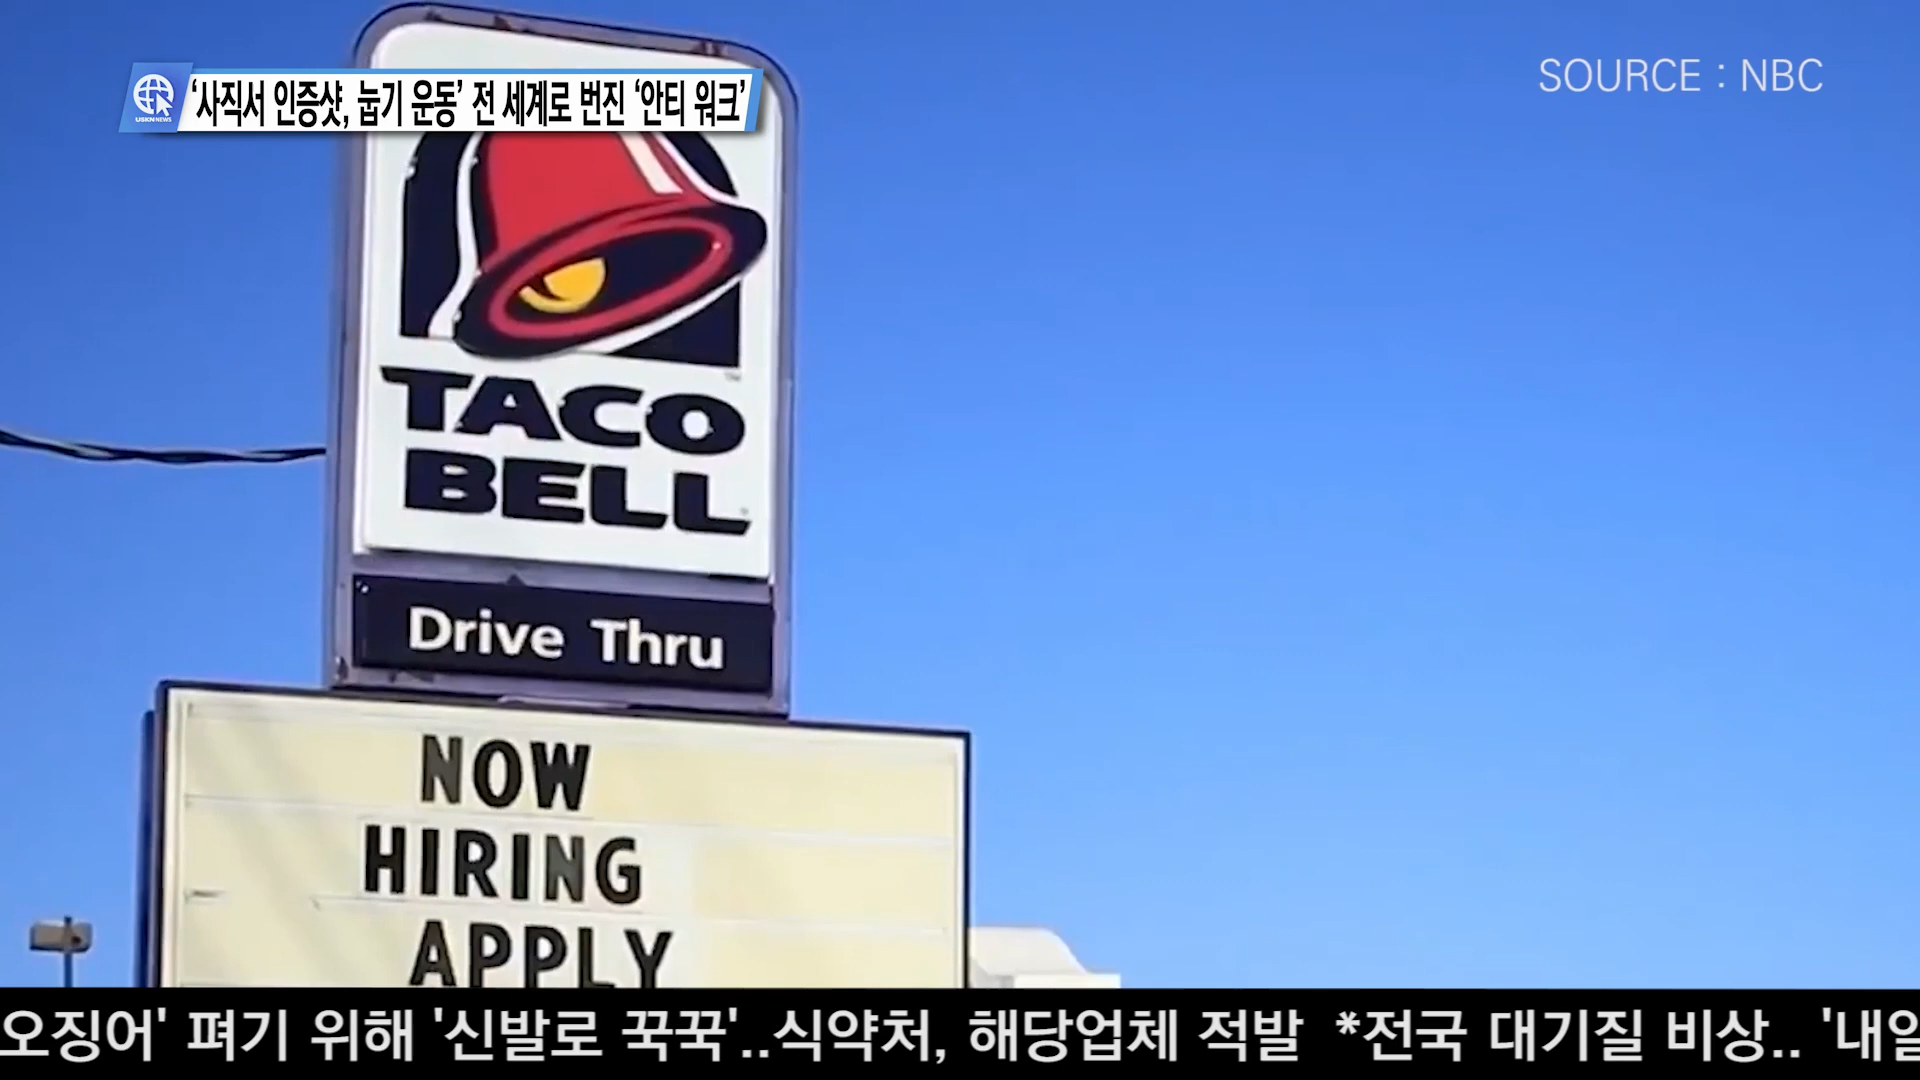 SOURCE : NBC
USKN NEWS
‘사직서 인증샷, 눕기 운동’ 전 세계로 번진 ‘안티 워크’
TACO
BELL
Drive Thru
NOW
HIRING
APPLY
오징어' 펴기 위해 '신발로 꾹꾹'..식약처, 해당업체 적발 *전국 대기질 비상.. '내일